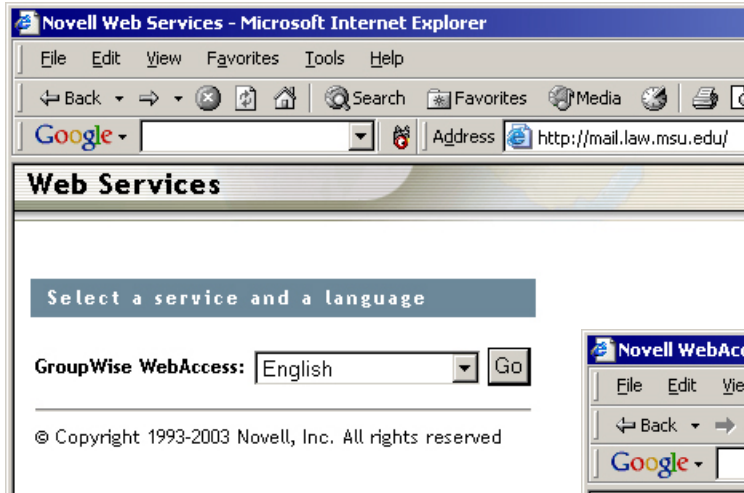 Novell Web Services - Microsoft Internet Explorer
File Edit View Favorites Tools Help
Back Search Favorites Media
Google Address http://mail.law.msu.edu/
Web Services
Select a service and a language
GroupWise WebAccess: English Go
© Copyright 1993-2003 Novell, Inc. All rights reserved
Novell WebAcc
File Edit Vie
Back
Google